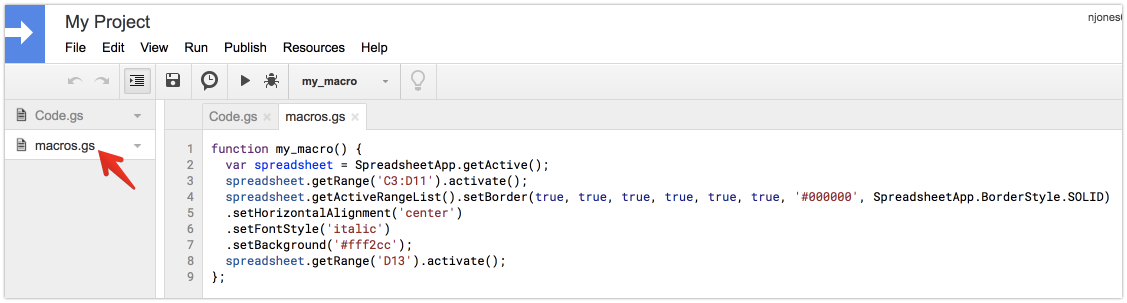 My Project
njones
File Edit View Run Publish Resources Help
my_macro
Code.gs
macros.gs
Code.gs × macros.gs ×
1 function my_macro() {
2 var spreadsheet = SpreadsheetApp.getActive();
3 spreadsheet.getRange('C3:D11').activate();
4 spreadsheet.getActiveRangeList().setBorder(true, true, true, true, true, true, '#000000', SpreadsheetApp.BorderStyle.SOLID)
5 .setHorizontalAlignment('center')
6 .setFontStyle('italic')
7 .setBackground('#fff2cc');
8 spreadsheet.getRange('D13').activate();
9 };